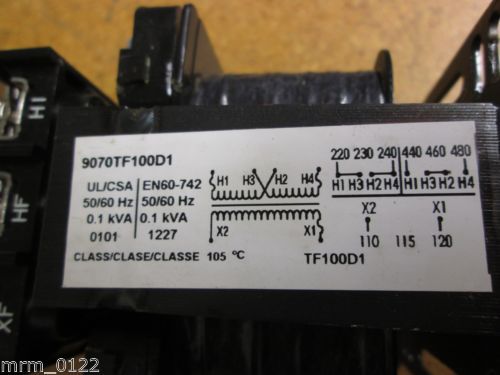 9070TF100D1
UL/CSA EN60-742
50/60 Hz 50/60 Hz
0.1 kVA 0.1 kVA
0101 1227
CLASS/CLASE/CLASSE 105 °C
H1 H3 H2 H4
X2 X1
220 230 240 440 460 480
H1 H3 H2 H4 H1 H3 H2 H4
X2 X1
110 115 120
TF100D1
H1
HF
XF
mrm_0122